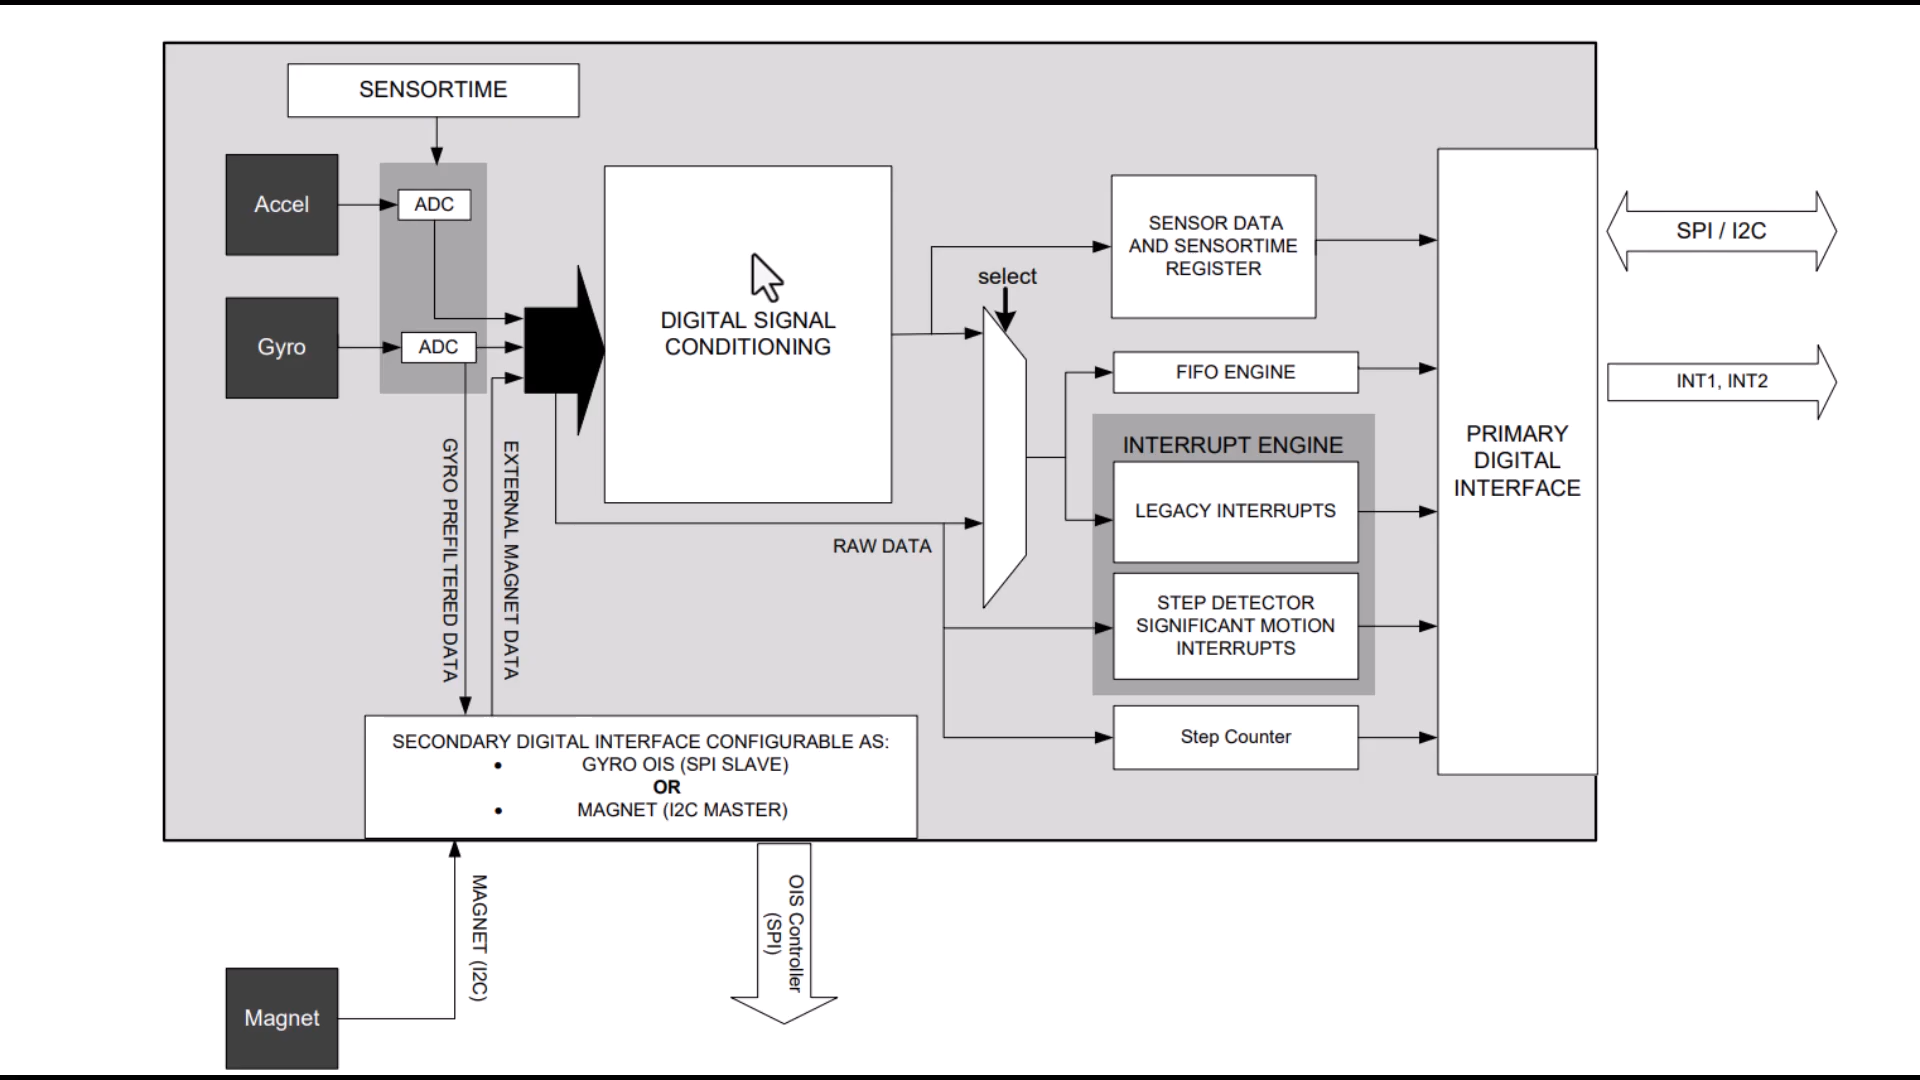 SENSORTIME
Accel
ADC
Gyro
ADC
DIGITAL SIGNAL
CONDITIONING
select
SENSOR DATA
AND SENSORTIME
REGISTER
FIFO ENGINE
INTERRUPT ENGINE
LEGACY INTERRUPTS
STEP DETECTOR
SIGNIFICANT MOTION
INTERRUPTS
Step Counter
PRIMARY
DIGITAL
INTERFACE
SPI / I2C
INT1, INT2
RAW DATA
GYRO PREFILTERED DATA
EXTERNAL MAGNET DATA
SECONDARY DIGITAL INTERFACE CONFIGURABLE AS:
• GYRO OIS (SPI SLAVE)
OR
• MAGNET (I2C MASTER)
MAGNET (I2C)
OIS Controller
(SPI)
Magnet